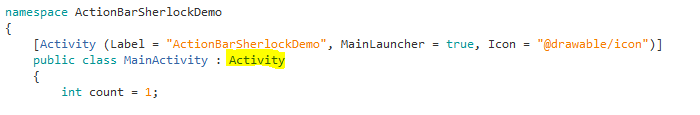 namespace ActionBarSherlockDemo
{
[Activity (Label = "ActionBarSherlockDemo", MainLauncher = true, Icon = "@drawable/icon")]
public class MainActivity : Activity
{
int count = 1;